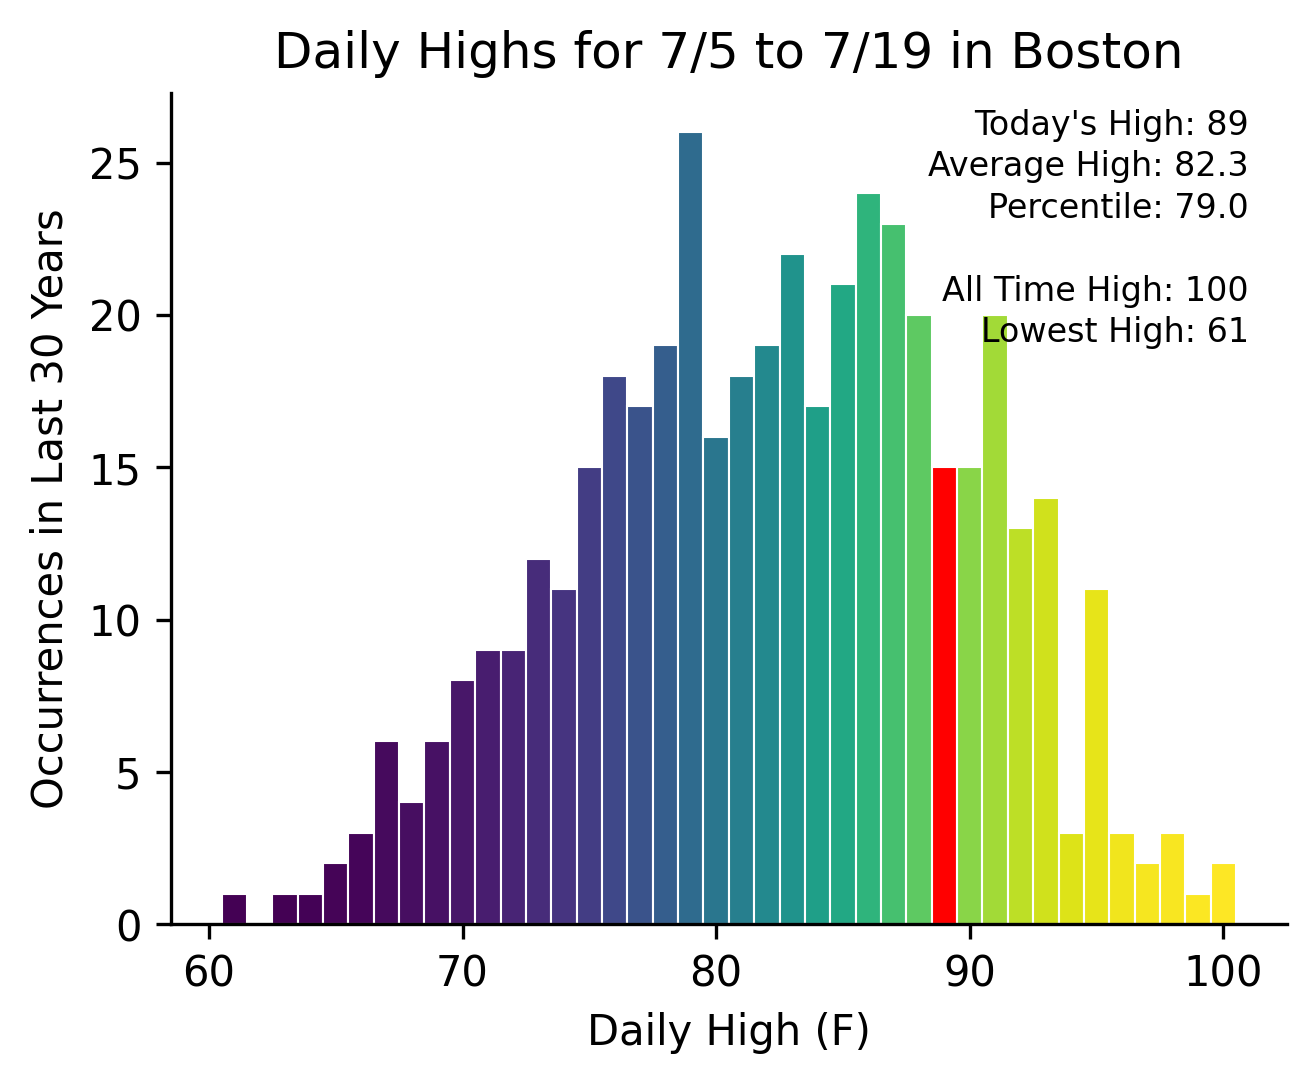 Daily Highs for 7/5 to 7/19 in Boston
Today's High: 89
Average High: 82.3
Percentile: 79.0
All Time High: 100
Lowest High: 61
Occurrences in Last 30 Years
25
20
15
10
5
0
60 70 80 90 100
Daily High (F)